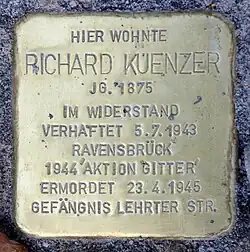 HIER WOHNTE
RICHARD KUENZER
JG. 1875
IM WIDERSTAND
VERHAFTET 5.7.1943
RAVENSBRÜCK
1944 AKTION GITTER
ERMORDET 23.4.1945
GEFÄNGNIS LEHRTER STR.